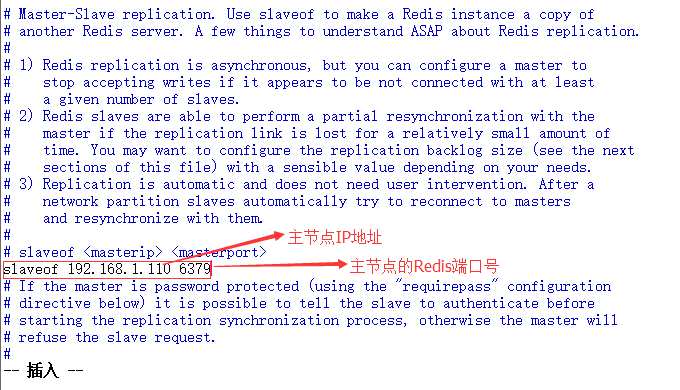 # Master-Slave replication. Use slaveof to make a Redis instance a copy of
# another Redis server. A few things to understand ASAP about Redis replication.
#
# 1) Redis replication is asynchronous, but you can configure a master to
#    stop accepting writes if it appears to be not connected with at least
#    a given number of slaves.
# 2) Redis slaves are able to perform a partial resynchronization with the
#    master if the replication link is lost for a relatively small amount of
#    time. You may want to configure the replication backlog size (see the next
#    sections of this file) with a sensible value depending on your needs.
# 3) Replication is automatic and does not need user intervention. After a
#    network partition slaves automatically try to reconnect to masters
#    and resynchronize with them.
#
主节点IP地址
# slaveof <masterip> <masterport>
slaveof 192.168.1.110 6379
主节点的Redis端口号
# If the master is password protected (using the "requirepass" configuration
# directive below) it is possible to tell the slave to authenticate before
# starting the replication synchronization process, otherwise the master will
# refuse the slave request.
#
-- 插入 --